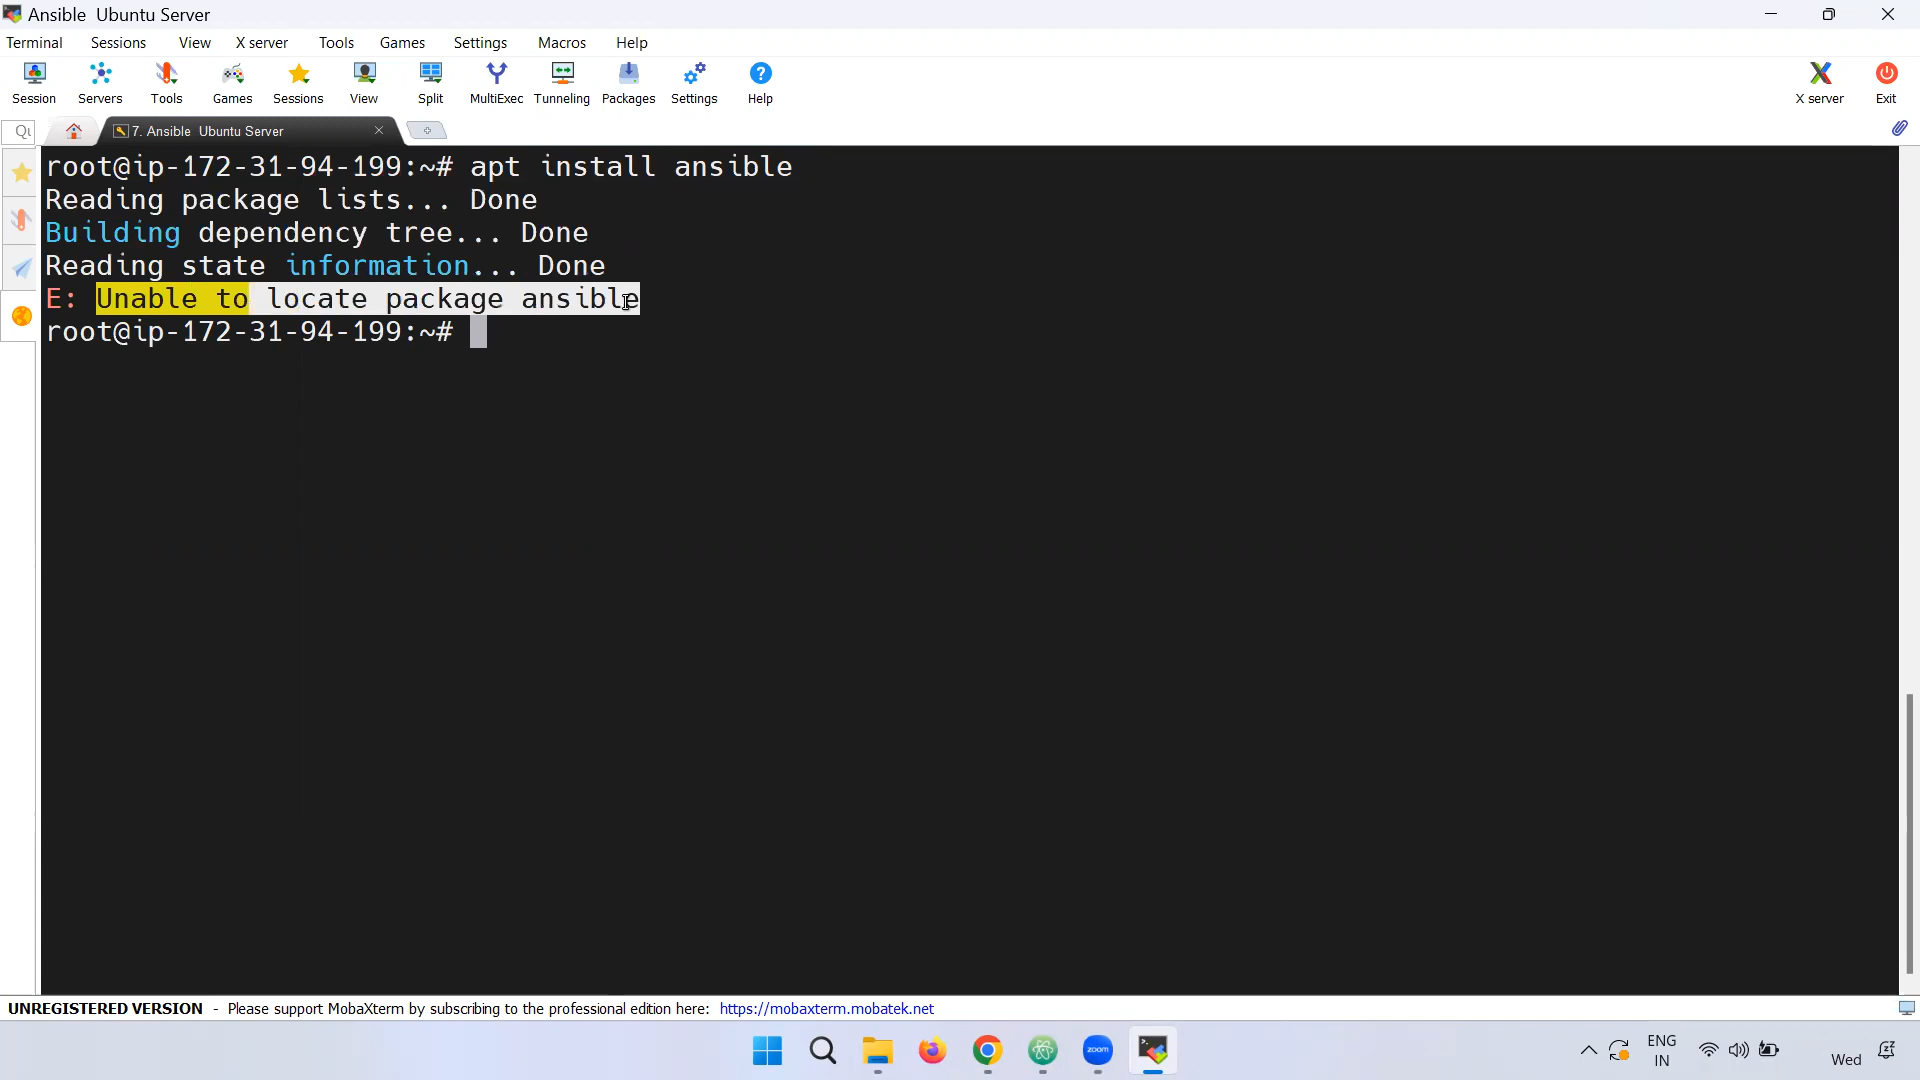 Ansible Ubuntu Server
Terminal Sessions View X server Tools Games Settings Macros Help
Session Servers Tools Games Sessions View Split MultiExec Tunneling Packages Settings Help X server Exit
7. Ansible Ubuntu Server
root@ip-172-31-94-199:~# apt install ansible
Reading package lists... Done
Building dependency tree... Done
Reading state information... Done
E: Unable to locate package ansible
root@ip-172-31-94-199:~#
UNREGISTERED VERSION - Please support MobaXterm by subscribing to the professional edition here: https://mobaxterm.mobatek.net
zoom
ENG
IN
Wed